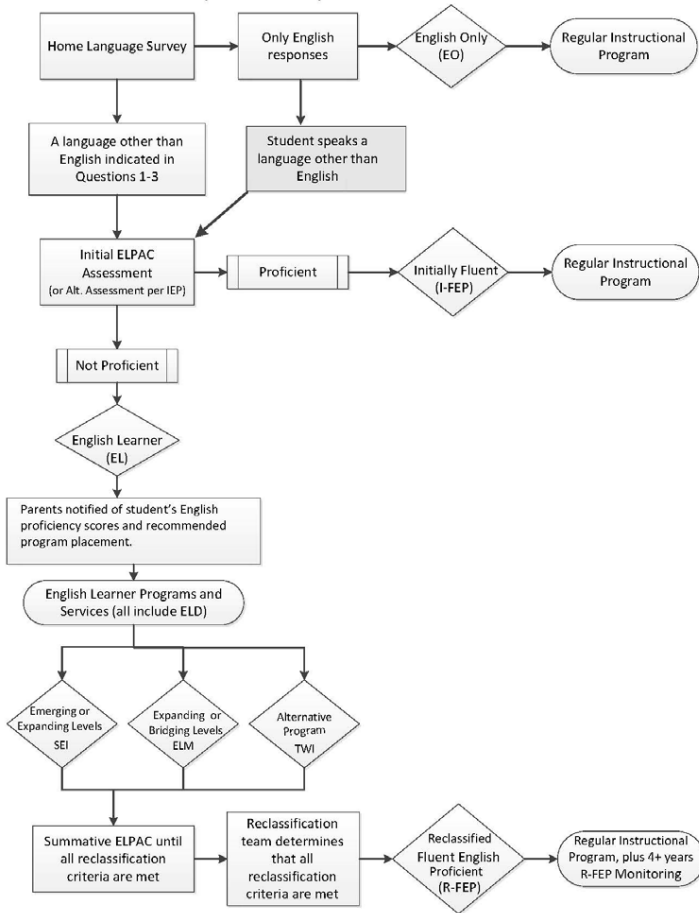 Home Language Survey
Only English
responses
English Only
(EO)
Regular Instructional
Program
A language other than
English indicated in
Questions 1-3
Student speaks a
language other than
English
Initial ELPAC
Assessment
(or Alt. Assessment per IEP)
Proficient
Initially Fluent
(I-FEP)
Regular Instructional
Program
Not Proficient
English Learner
(EL)
Parents notified of student's English
proficiency scores and recommended
program placement.
English Learner Programs and
Services (all include ELD)
Emerging or
Expanding Levels
SEI
Expanding or
Bridging Levels
ELM
Alternative
Program
TWI
Summative ELPAC until
all reclassification
criteria are met
Reclassification
team determines
that all
reclassification
criteria are met
Reclassified
Fluent English
Proficient
(R-FEP)
Regular Instructional
Program, plus 4+ years
R-FEP Monitoring